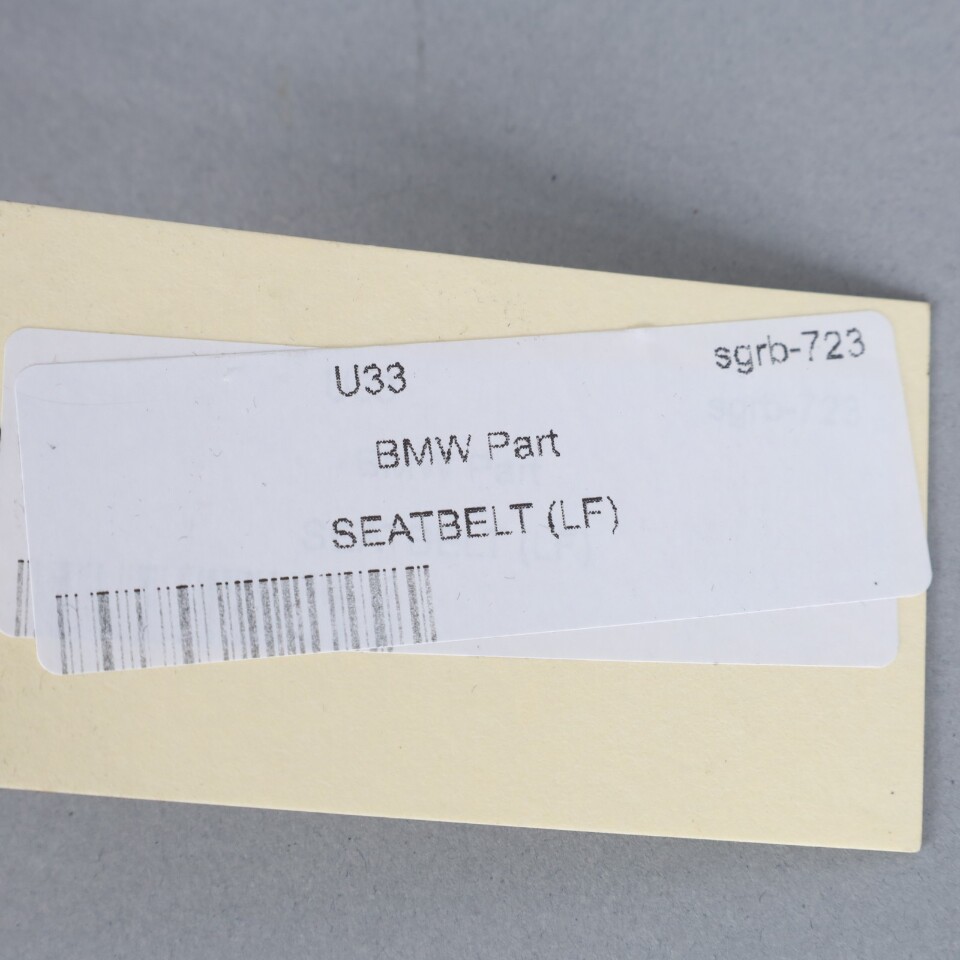 U33 sgrb-723
BMW Part
SEATBELT (LF)